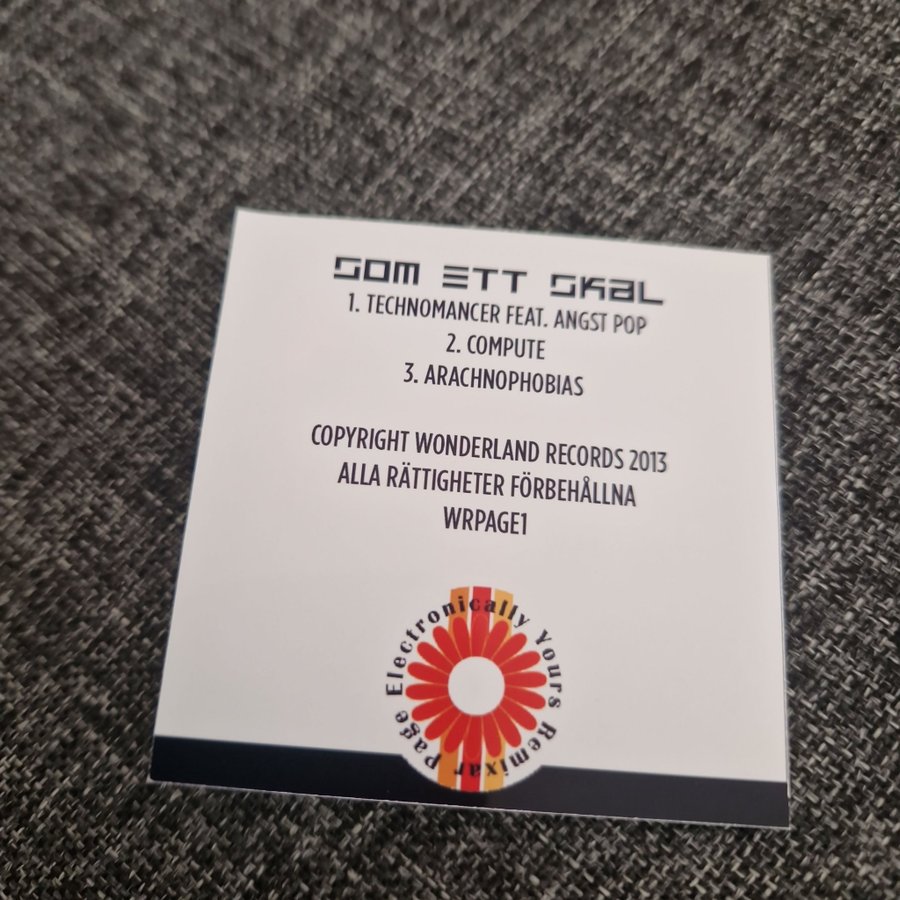 SOM ETT SKAL
1. TECHNOMANCER FEAT. ANGST POP
2. COMPUTE
3. ARACHNOPHOBIAS
COPYRIGHT WONDERLAND RECORDS 2013
ALLA RÄTTIGHETER FÖRBEHÅLLNA
WRPAGE1
Electronically Yours Remixar Page